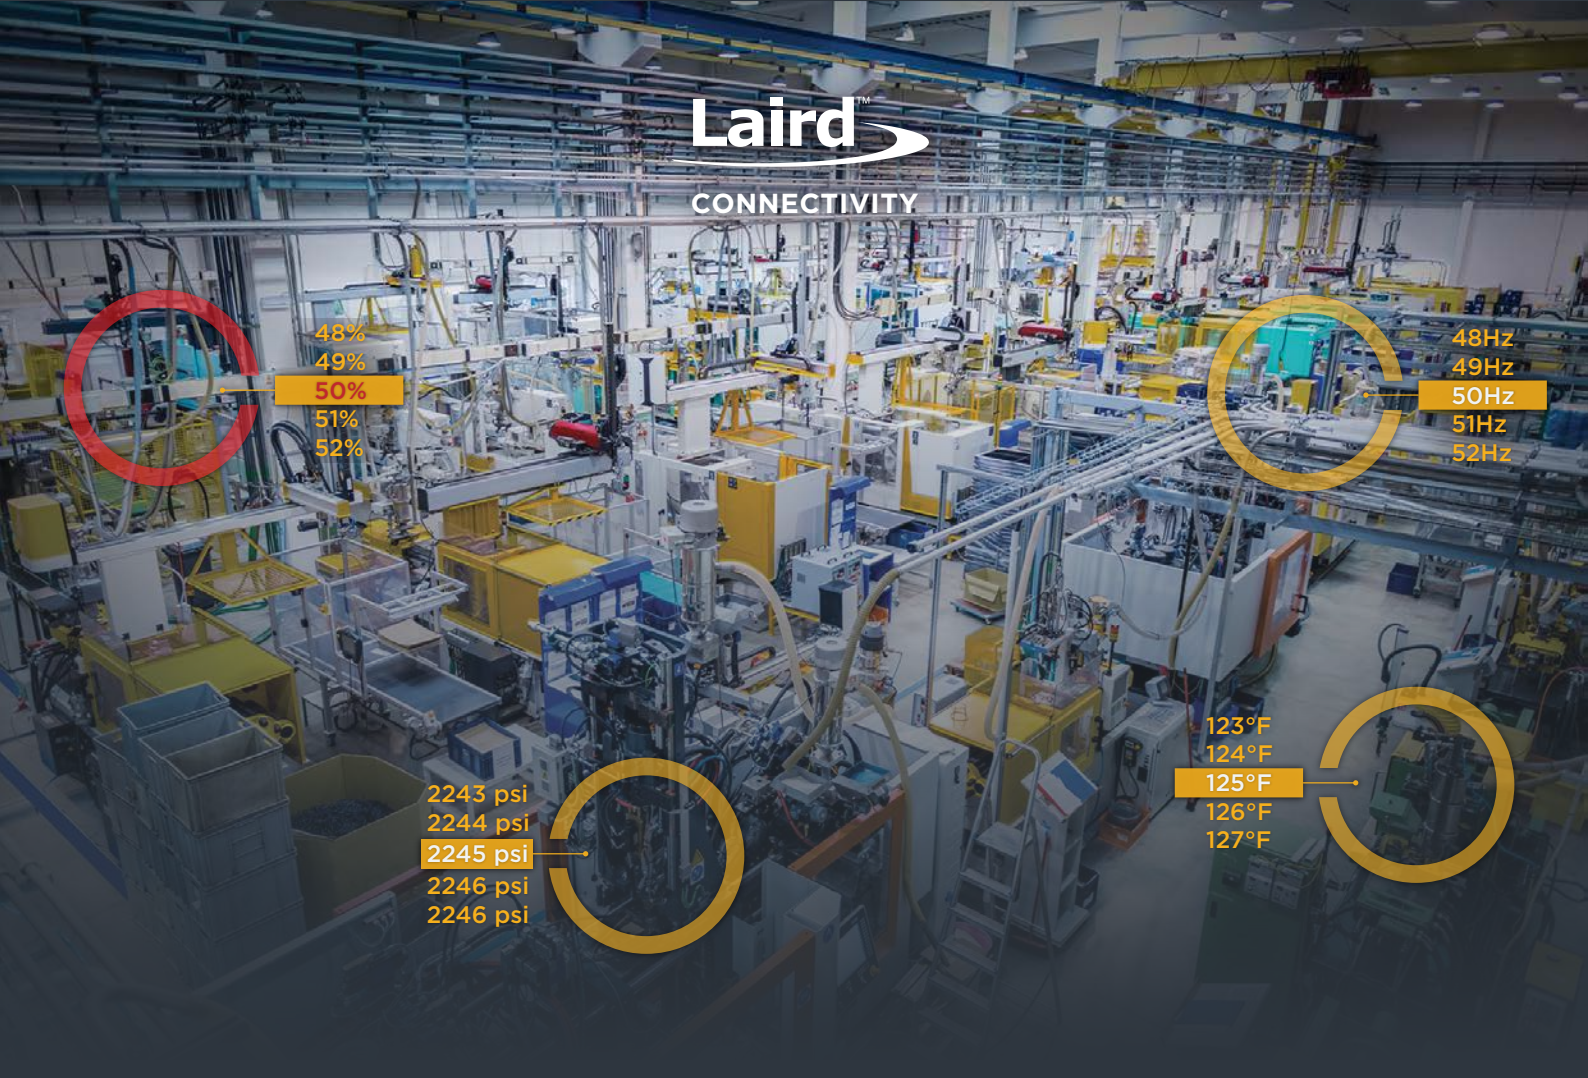 Laird™
CONNECTIVITY
48%
49%
50%
51%
52%
48Hz
49Hz
50Hz
51Hz
52Hz
123°F
124°F
125°F
126°F
127°F
2243 psi
2244 psi
2245 psi
2246 psi
2246 psi